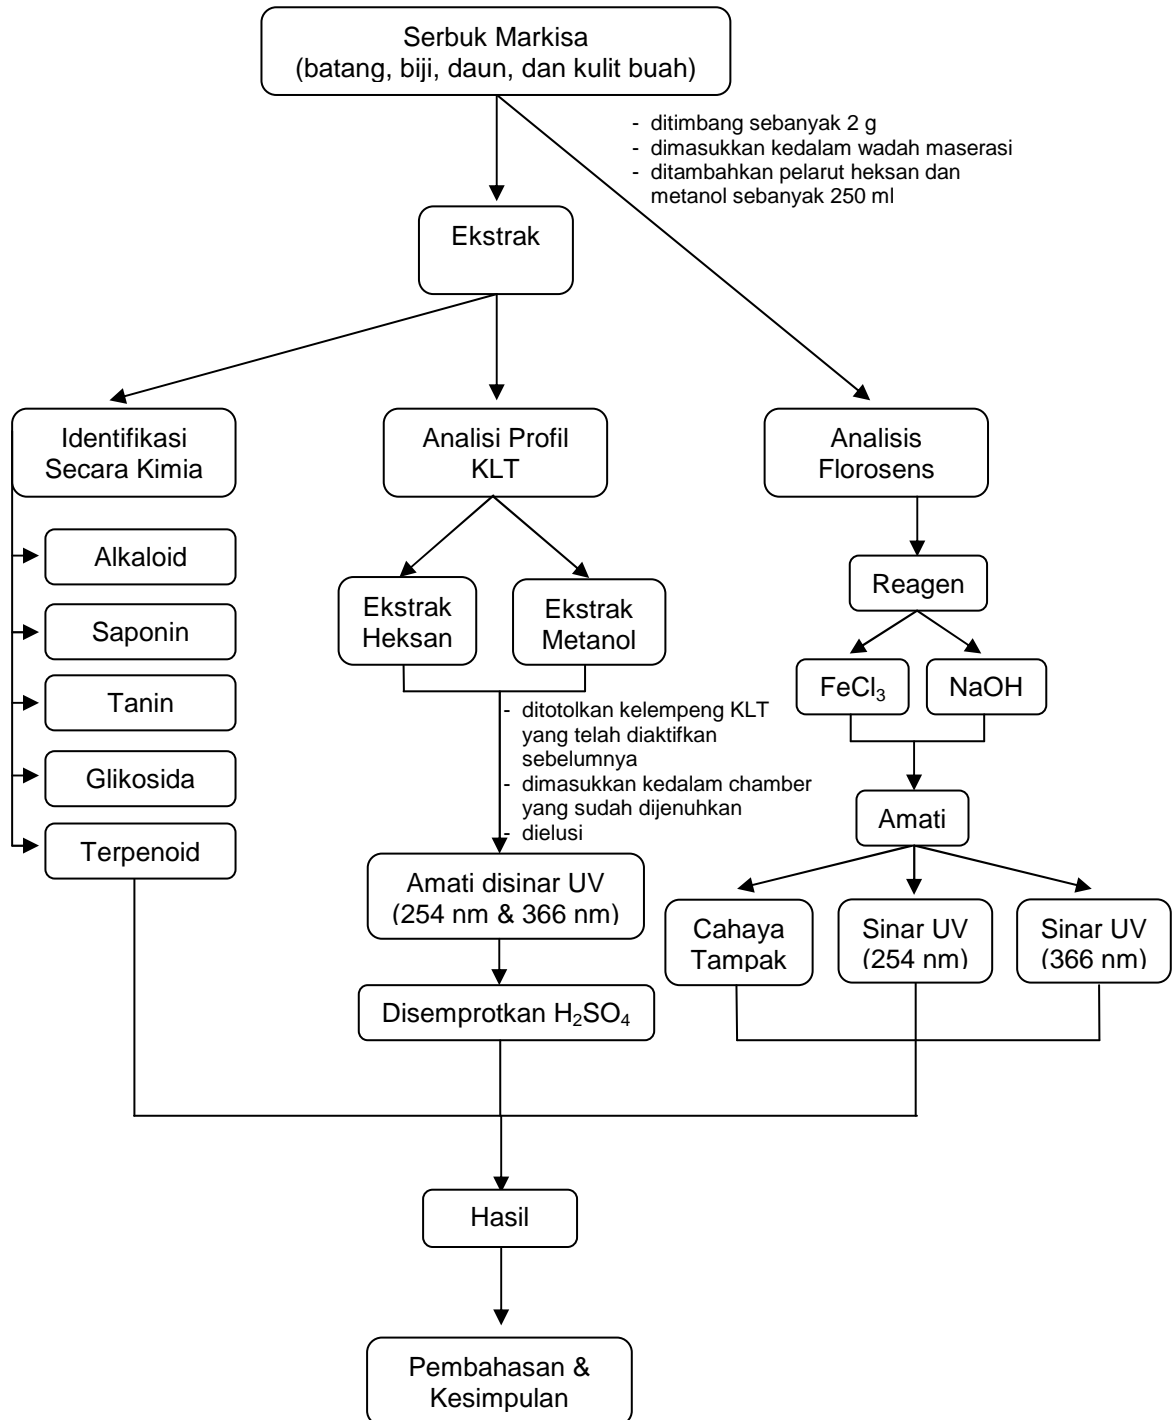 Serbuk Markisa
(batang, biji, daun, dan kulit buah)
- ditimbang sebanyak 2 g
- dimasukkan kedalam wadah maserasi
- ditambahkan pelarut heksan dan
metanol sebanyak 250 ml
Ekstrak
Identifikasi
Secara Kimia
Alkaloid
Saponin
Tanin
Glikosida
Terpenoid
Analisi Profil
KLT
Ekstrak
Heksan
Ekstrak
Metanol
- ditotolkan kelempeng KLT
yang telah diaktifkan
sebelumnya
- dimasukkan kedalam chamber
yang sudah dijenuhkan
- dielusi
Amati disinar UV
(254 nm & 366 nm)
Disemprotkan H₂SO₄
Analisis
Florosens
Reagen
FeCl₃
NaOH
Amati
Cahaya
Tampak
Sinar UV
(254 nm)
Sinar UV
(366 nm)
Hasil
Pembahasan &
Kesimpulan